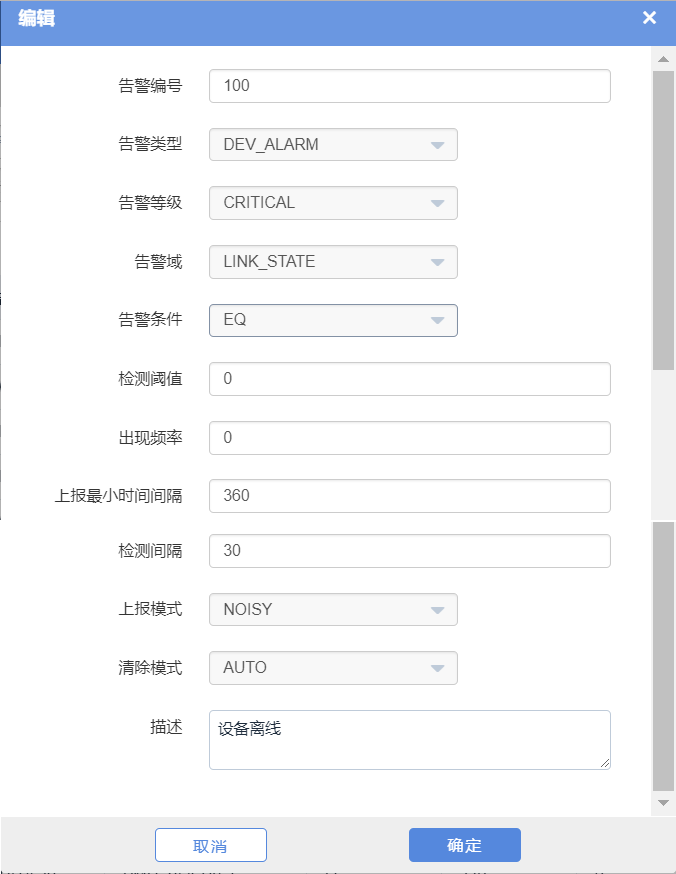 编辑
告警编号 100
告警类型 DEV_ALARM
告警等级 CRITICAL
告警域 LINK_STATE
告警条件 EQ
检测阈值 0
出现频率 0
上报最小时间间隔 360
检测间隔 30
上报模式 NOISY
清除模式 AUTO
描述 设备离线
取消 确定